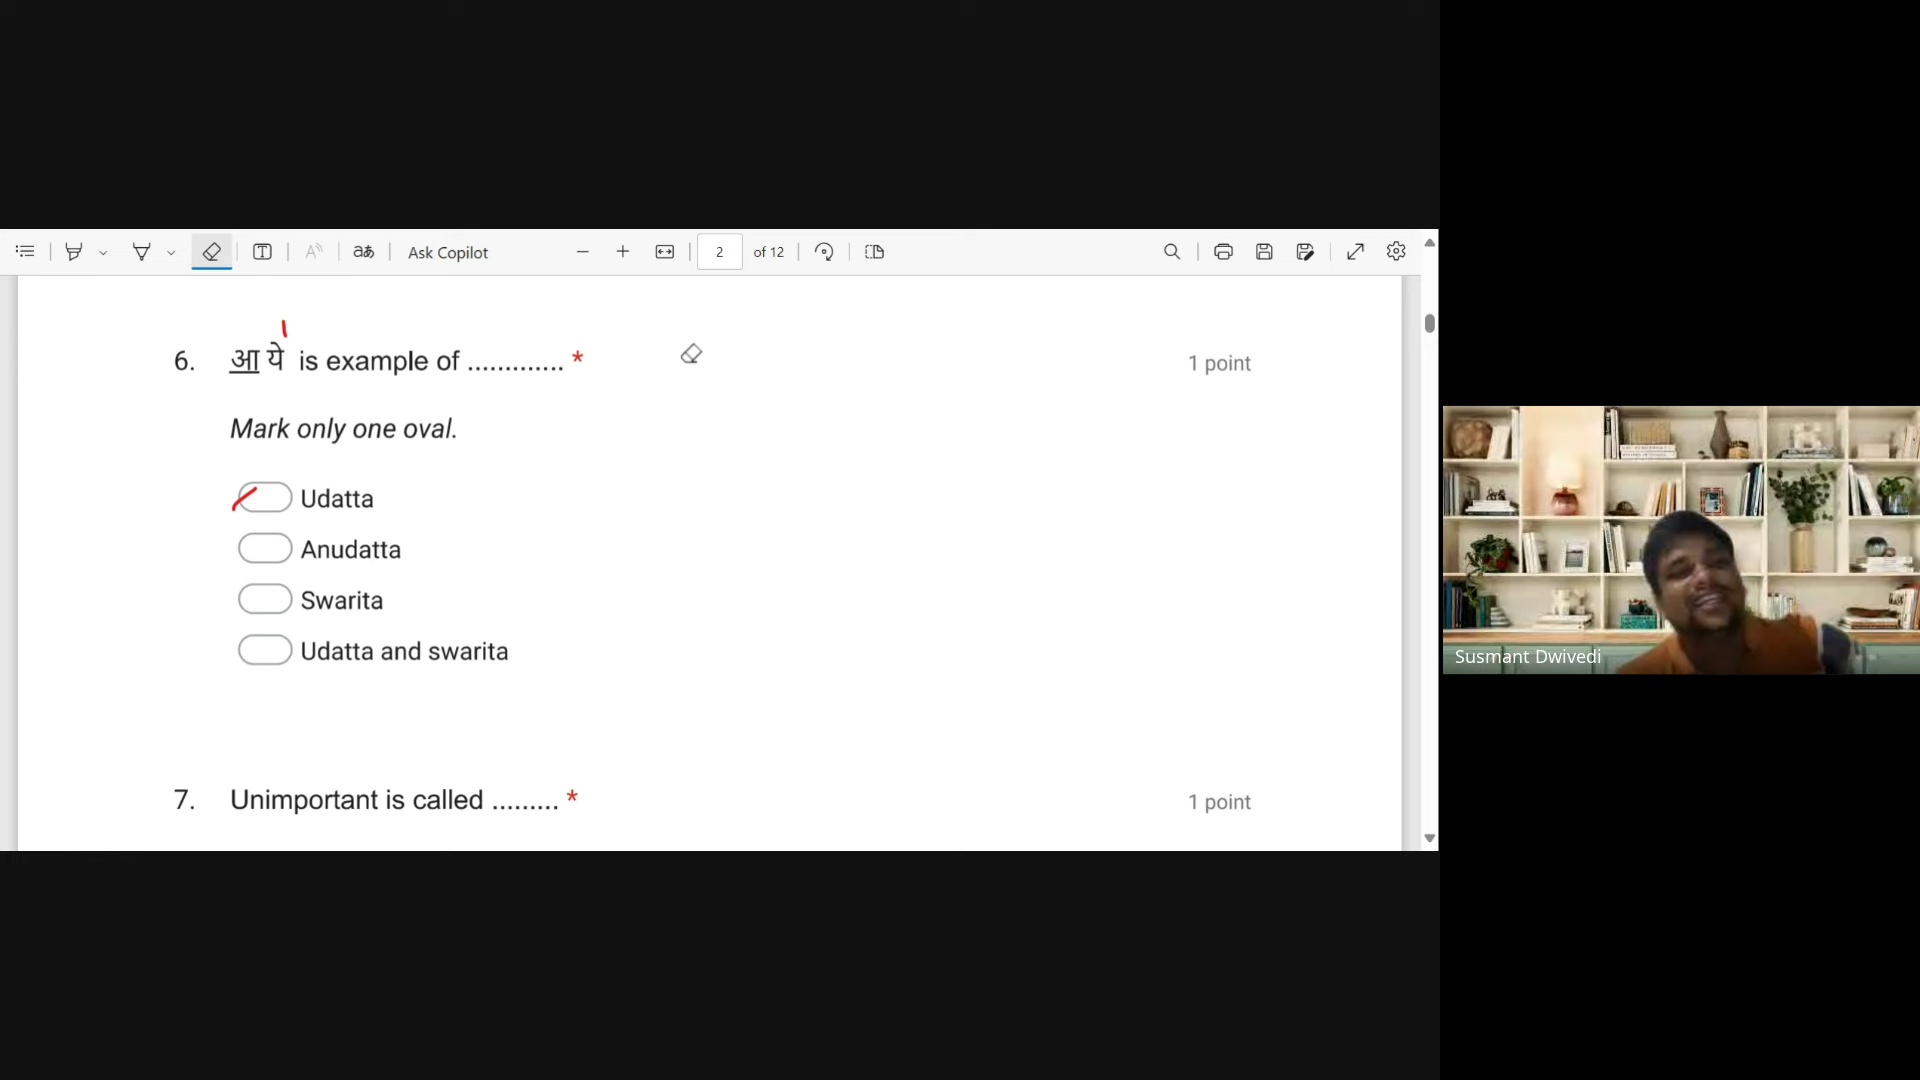 Ask Copilot 2 of 12
6. आ ये is example of ............. * 1 point
Mark only one oval.
Udatta
Anudatta
Swarita
Udatta and swarita
7. Unimportant is called ......... * 1 point
Susmant Dwivedi